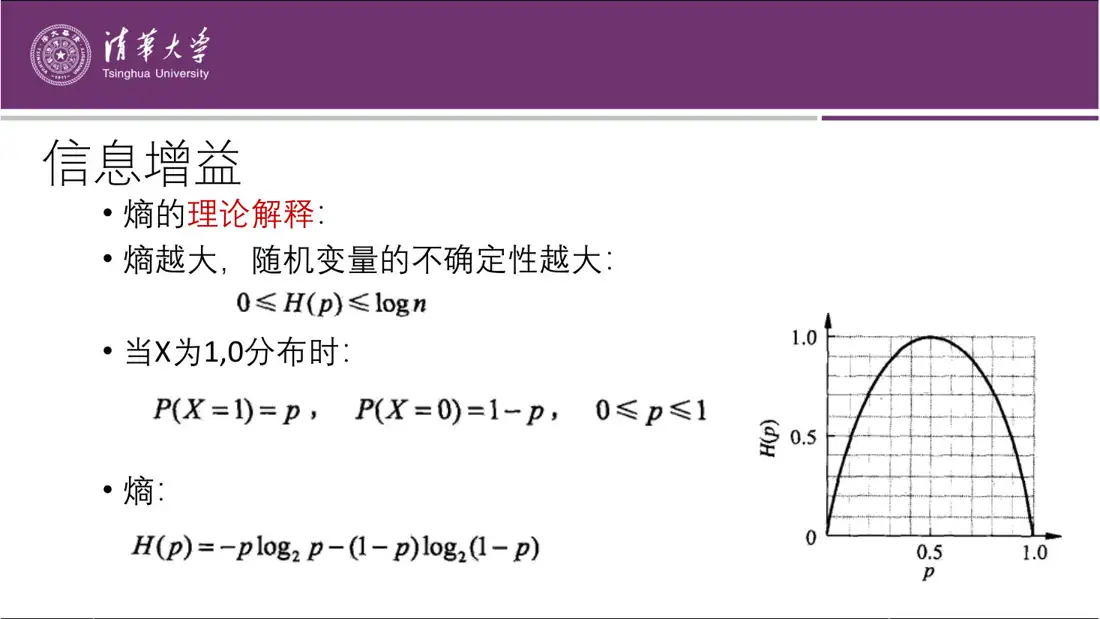 清华大学
Tsinghua University
信息增益
• 熵的理论解释：
• 熵越大，随机变量的不确定性越大：
0 ≤ H(p) ≤ log n
• 当X为1,0分布时：
P(X = 1) = p ， P(X = 0) = 1 − p ， 0 ≤ p ≤ 1
• 熵：
H(p) = −p log₂ p − (1 − p) log₂ (1 − p)
1.0
H(p)
0.5
0
0.5
1.0
p